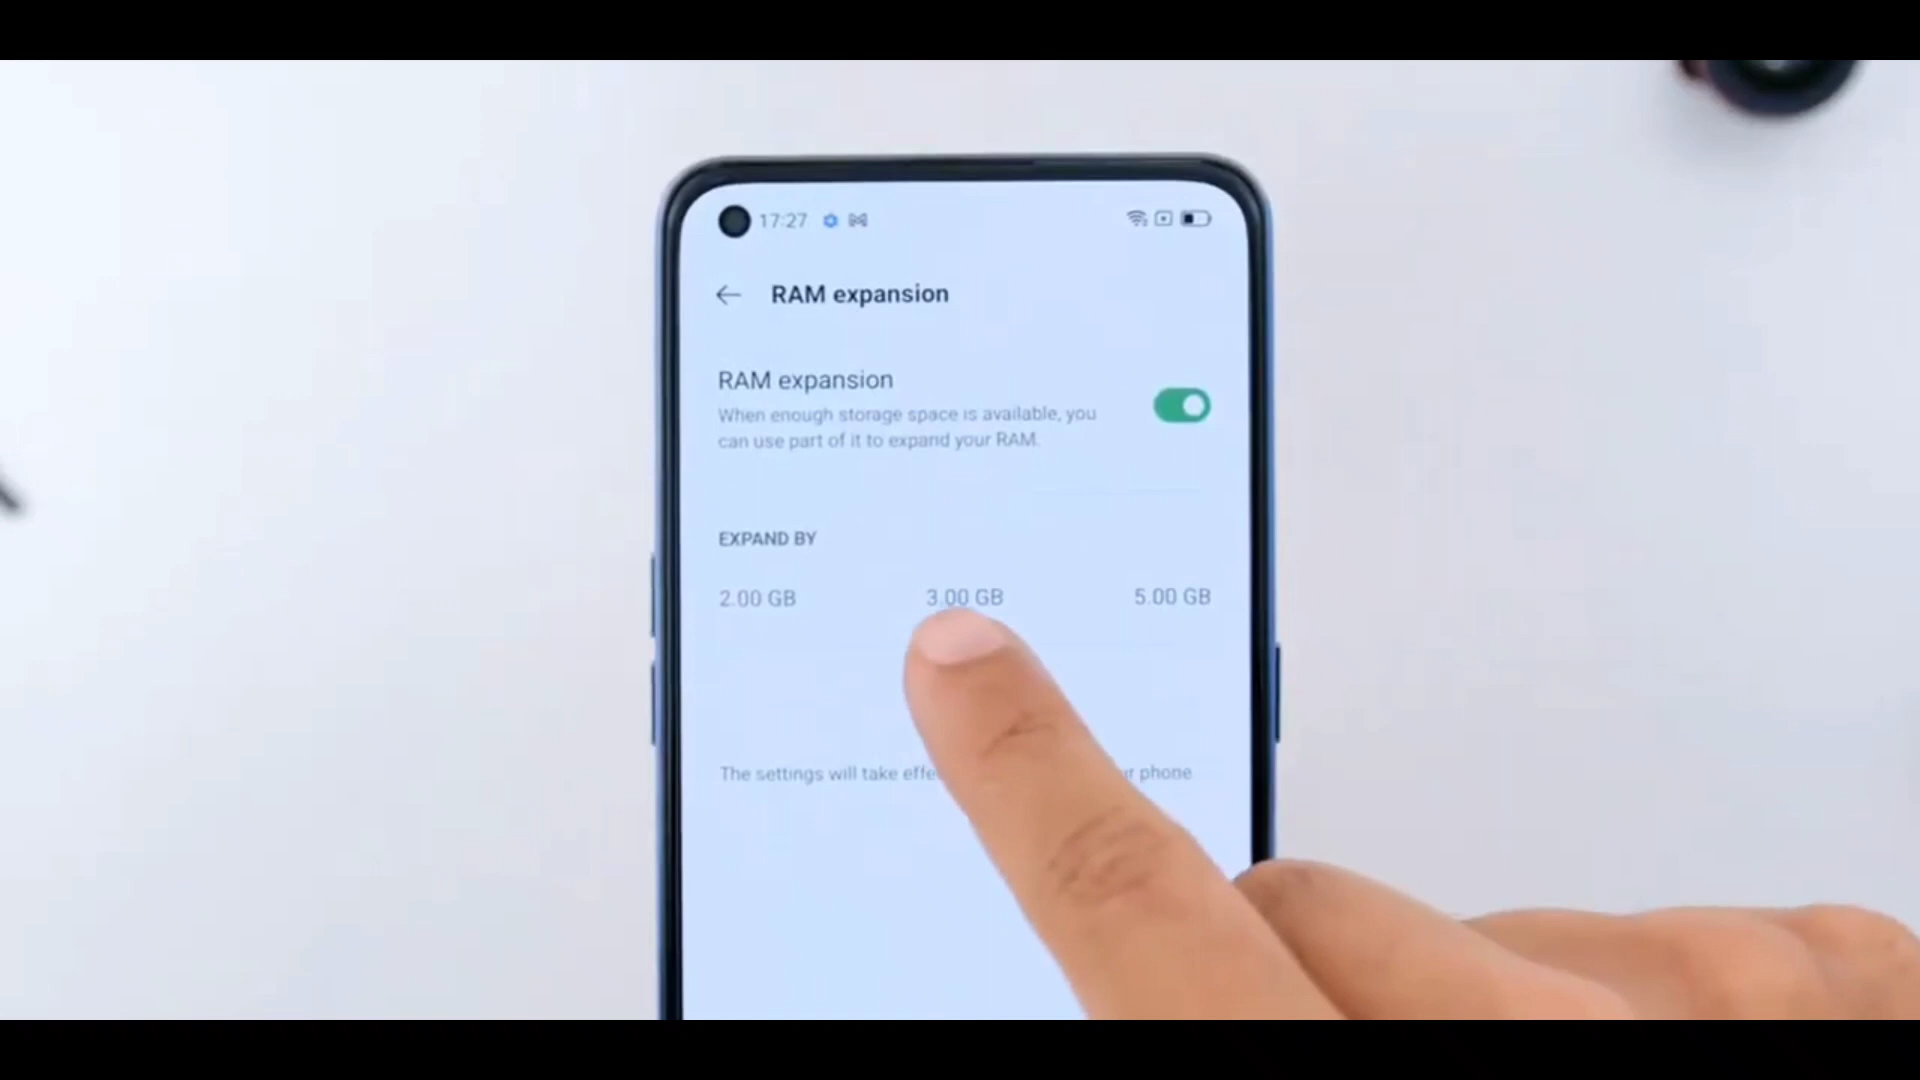 17:27
RAM expansion
RAM expansion
When enough storage space is available, you
can use part of it to expand your RAM.
EXPAND BY
2.00 GB 3.00 GB 5.00 GB
The settings will take phone